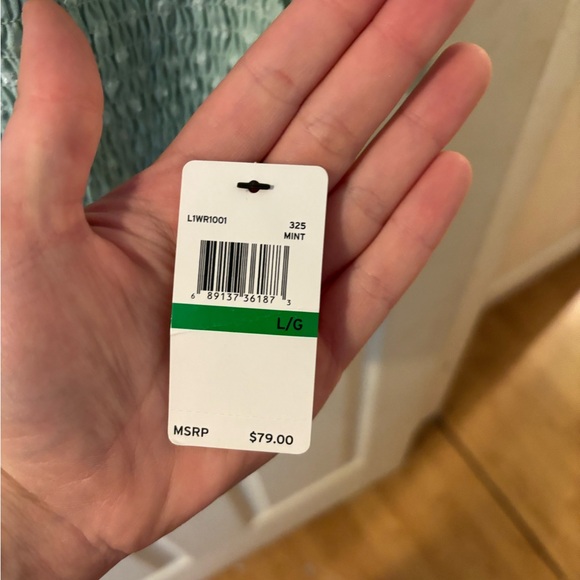 L1WR1001 325
MINT
6 89137 36187 3
L/G
MSRP $79.00